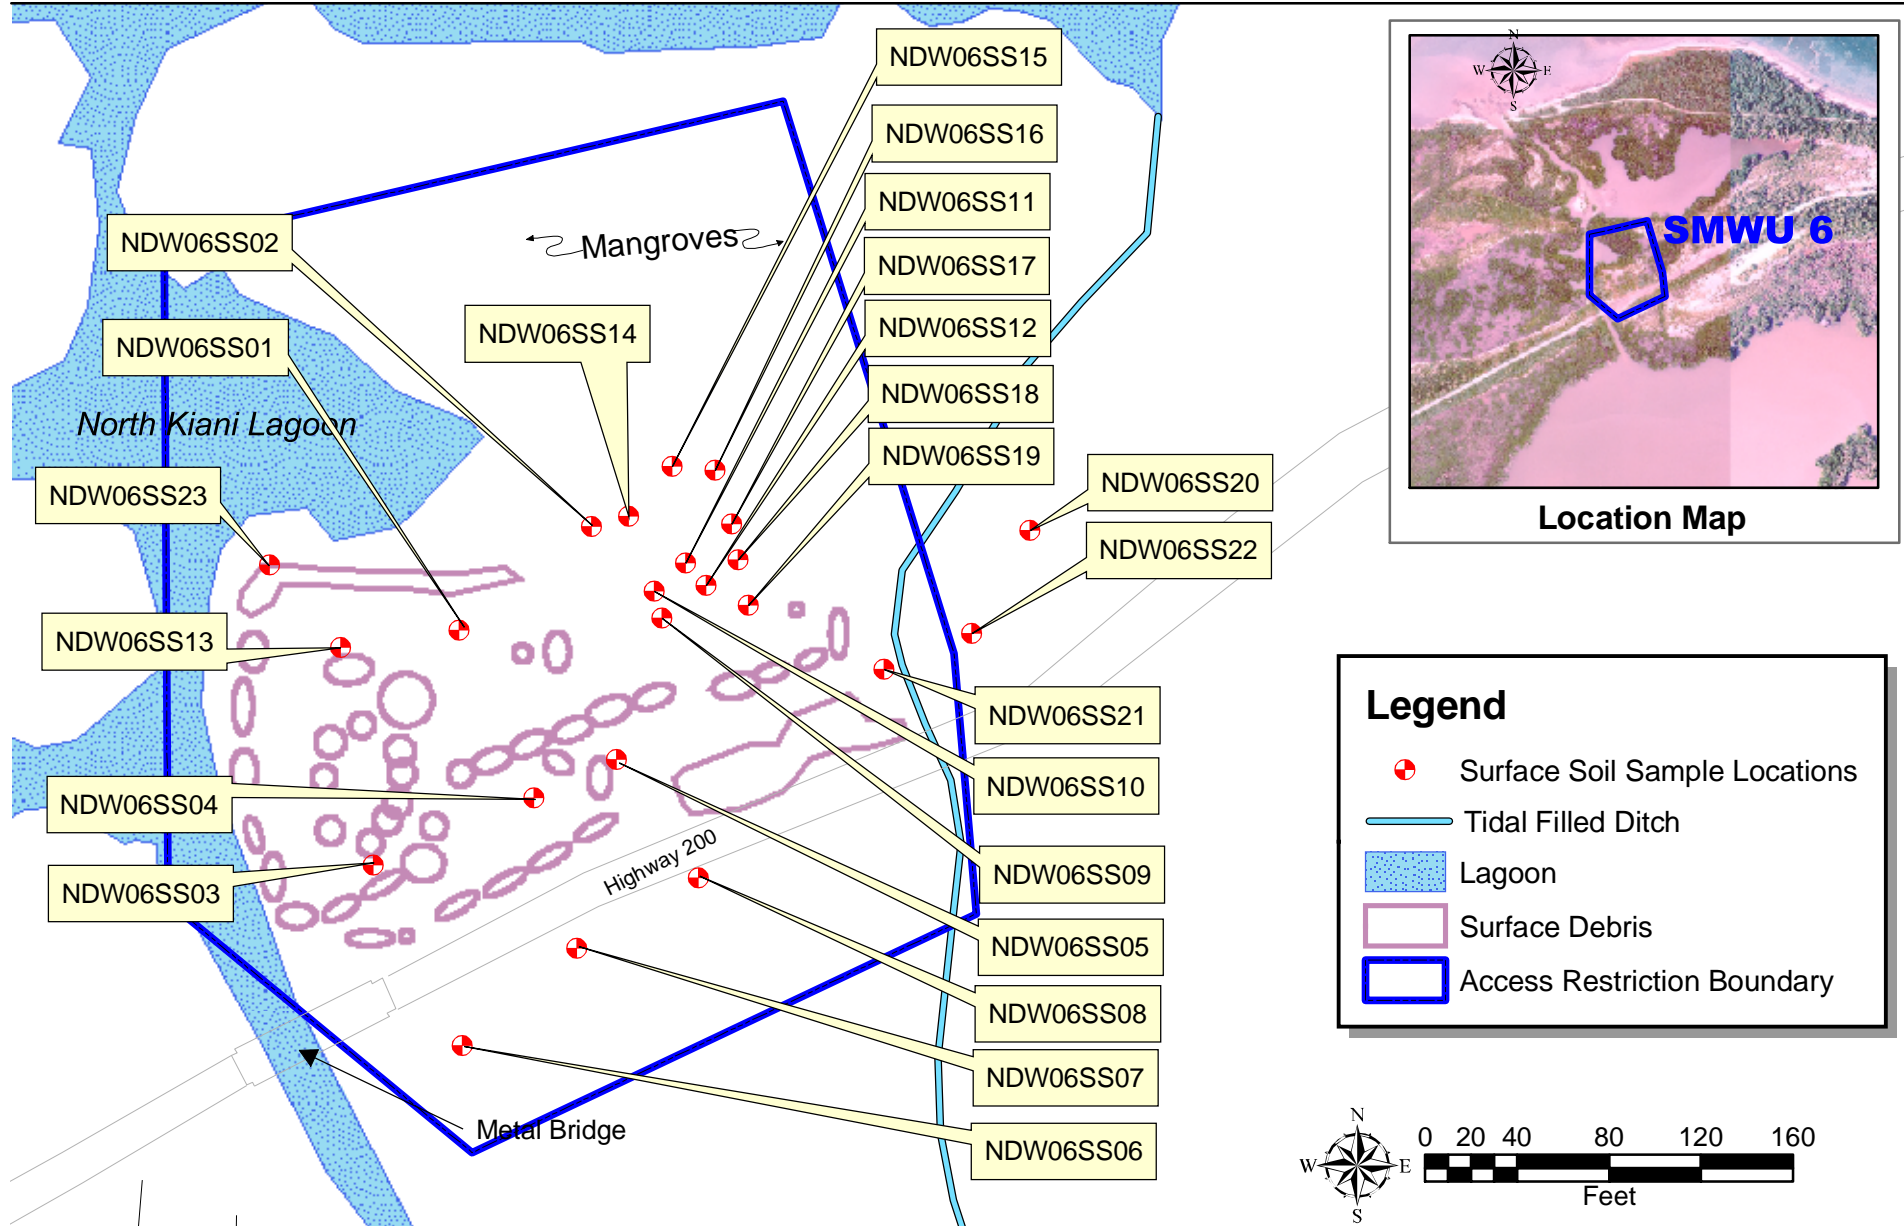 NDW06SS15
NDW06SS16
NDW06SS11
NDW06SS02
Mangroves
NDW06SS17
NDW06SS14
NDW06SS12
NDW06SS01
NDW06SS18
North Kiani Lagoon
NDW06SS19
NDW06SS23
NDW06SS20
NDW06SS22
NDW06SS13
NDW06SS21
NDW06SS10
NDW06SS04
Highway 200
NDW06SS09
NDW06SS03
NDW06SS05
NDW06SS08
NDW06SS07
Metal Bridge
NDW06SS06
N
W E
S
SMWU 6
Location Map
Legend
Surface Soil Sample Locations
Tidal Filled Ditch
Lagoon
Surface Debris
Access Restriction Boundary
N
W E
S
0 20 40 80 120 160
Feet